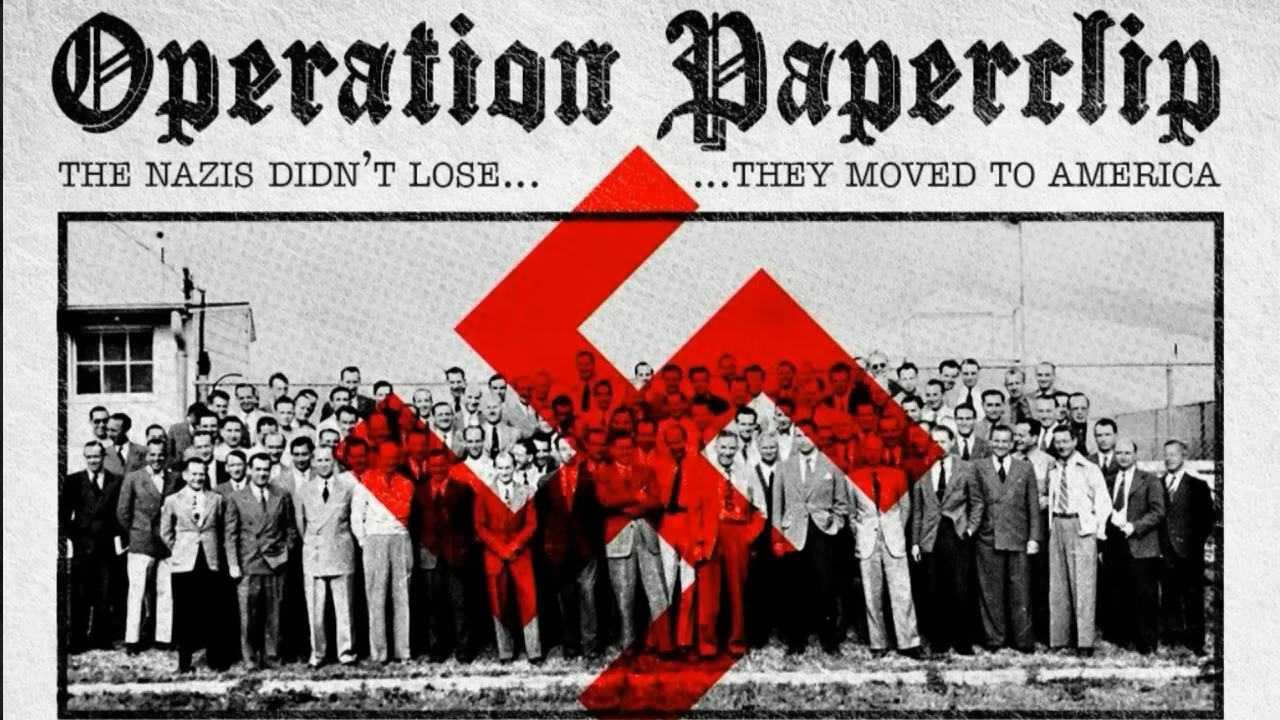 Operation Paperclip
THE NAZIS DIDN'T LOSE... ...THEY MOVED TO AMERICA